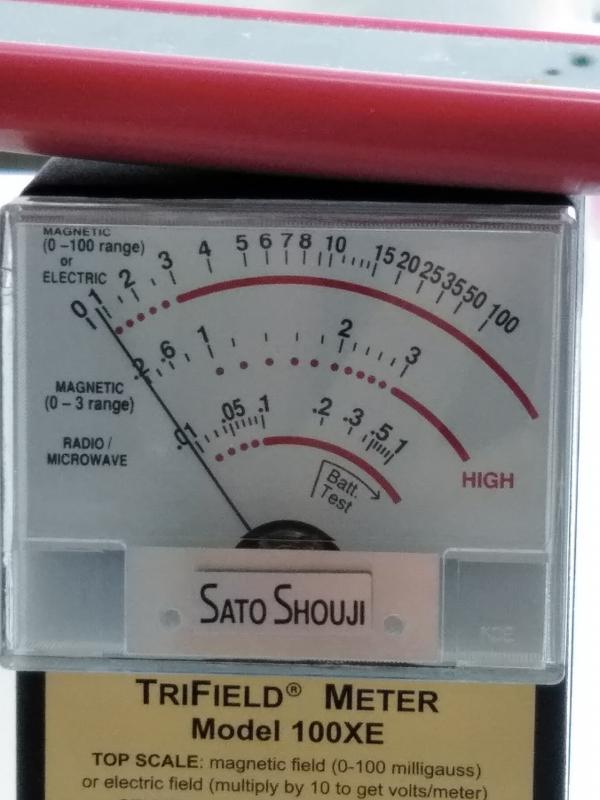 MAGNETIC
(0 –100 range)
or
ELECTRIC
0 1 2 3 4 5 6 7 8 10 15 20 25 35 50 100
.2 .6 1 2 3
MAGNETIC
(0 – 3 range)
.01 .05 .1 .2 .3 .5 1
RADIO /
MICROWAVE
HIGH
Batt.
Test
SATO SHOUJI
TRIFIELD® METER
Model 100XE
TOP SCALE: magnetic field (0-100 milligauss)
or electric field (multiply by 10 to get volts/meter)